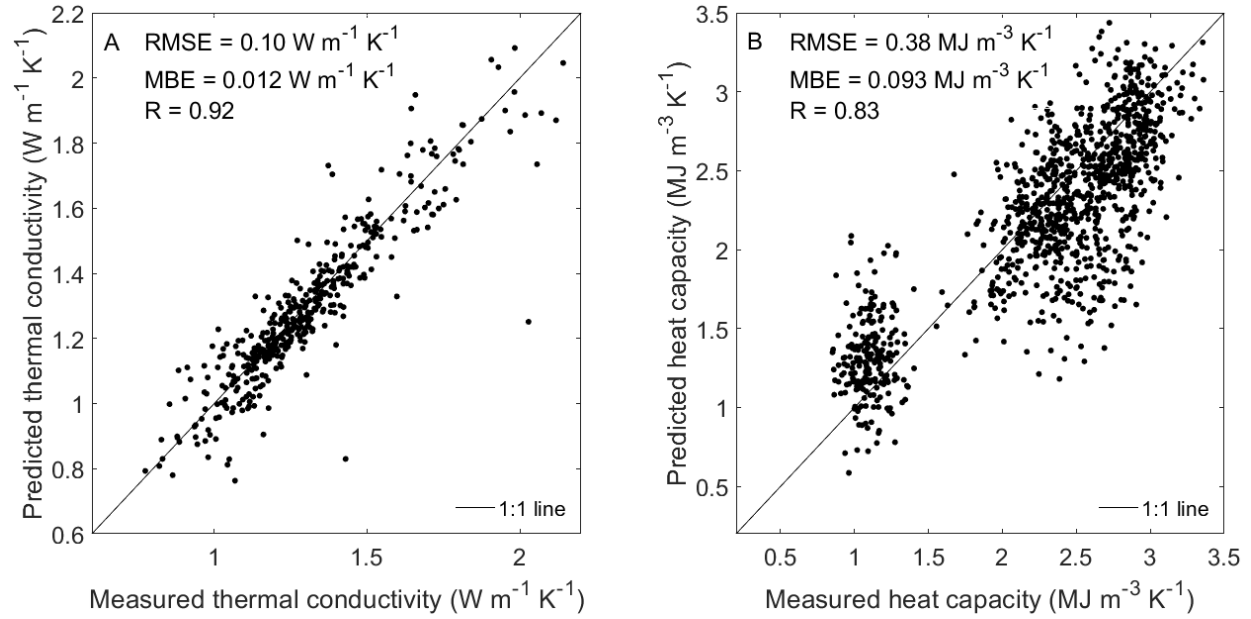 A
RMSE = 0.10 W m⁻¹ K⁻¹
MBE = 0.012 W m⁻¹ K⁻¹
R = 0.92
Predicted thermal conductivity (W m⁻¹ K⁻¹)
2.2
2
1.8
1.6
1.4
1.2
1
0.8
0.6
1:1 line
1
1.5
2
Measured thermal conductivity (W m⁻¹ K⁻¹)
B
RMSE = 0.38 MJ m⁻³ K⁻¹
MBE = 0.093 MJ m⁻³ K⁻¹
R = 0.83
Predicted heat capacity (MJ m⁻³ K⁻¹)
3.5
3
2.5
2
1.5
1
0.5
1:1 line
0.5
1
1.5
2
2.5
3
3.5
Measured heat capacity (MJ m⁻³ K⁻¹)